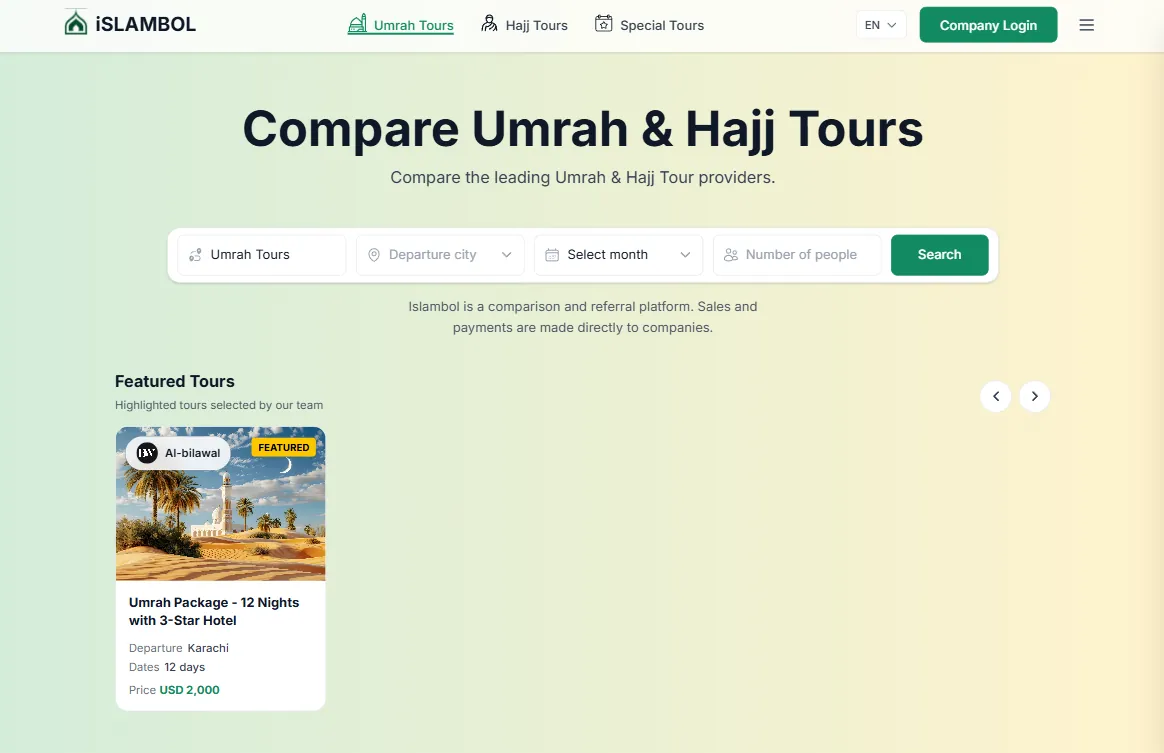 iSLAMBOL
Umrah Tours
Hajj Tours
Special Tours
EN
Company Login
Compare Umrah & Hajj Tours
Compare the leading Umrah & Hajj Tour providers.
Umrah Tours
Departure city
Select month
Number of people
Search
Islambol is a comparison and referral platform. Sales and
payments are made directly to companies.
Featured Tours
Highlighted tours selected by our team
BW
Al-bilawal
FEATURED
Umrah Package - 12 Nights
with 3-Star Hotel
Departure Karachi
Dates 12 days
Price USD 2,000